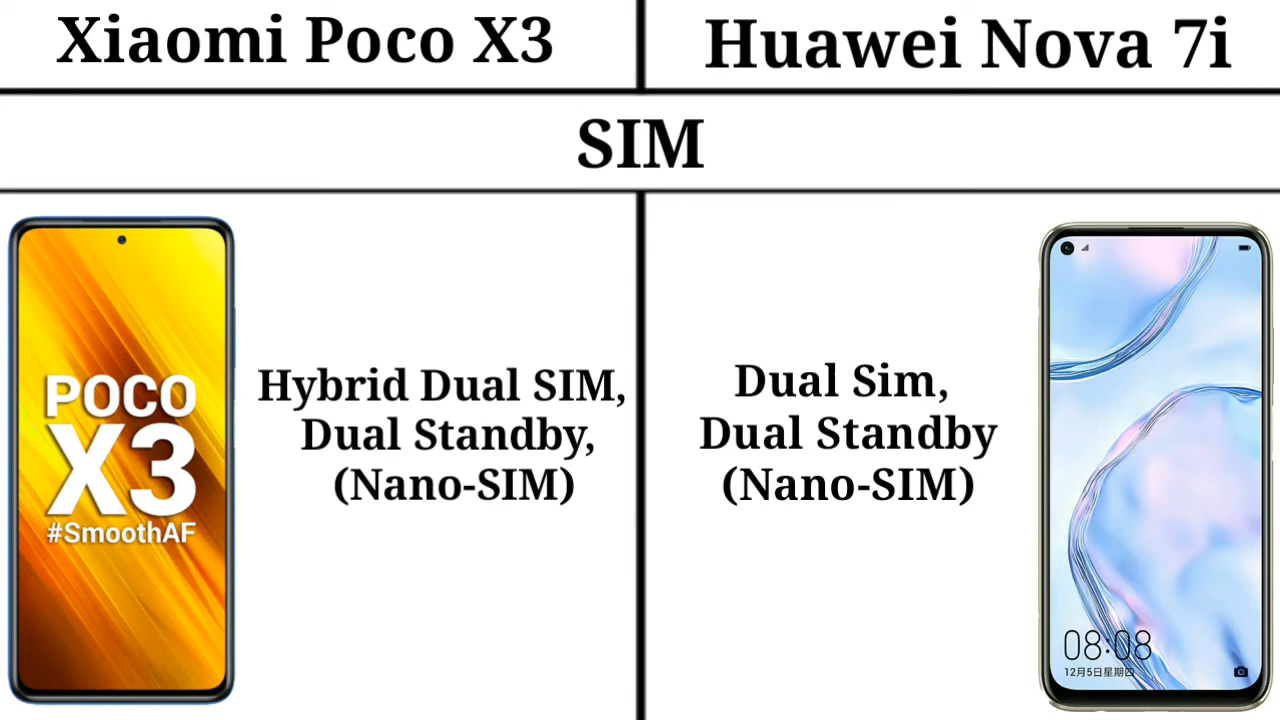 Xiaomi Poco X3
Huawei Nova 7i
SIM
POCO
X3
#SmoothAF
Hybrid Dual SIM,
Dual Standby,
(Nano-SIM)
Dual Sim,
Dual Standby
(Nano-SIM)
08:08
12月5日星期四